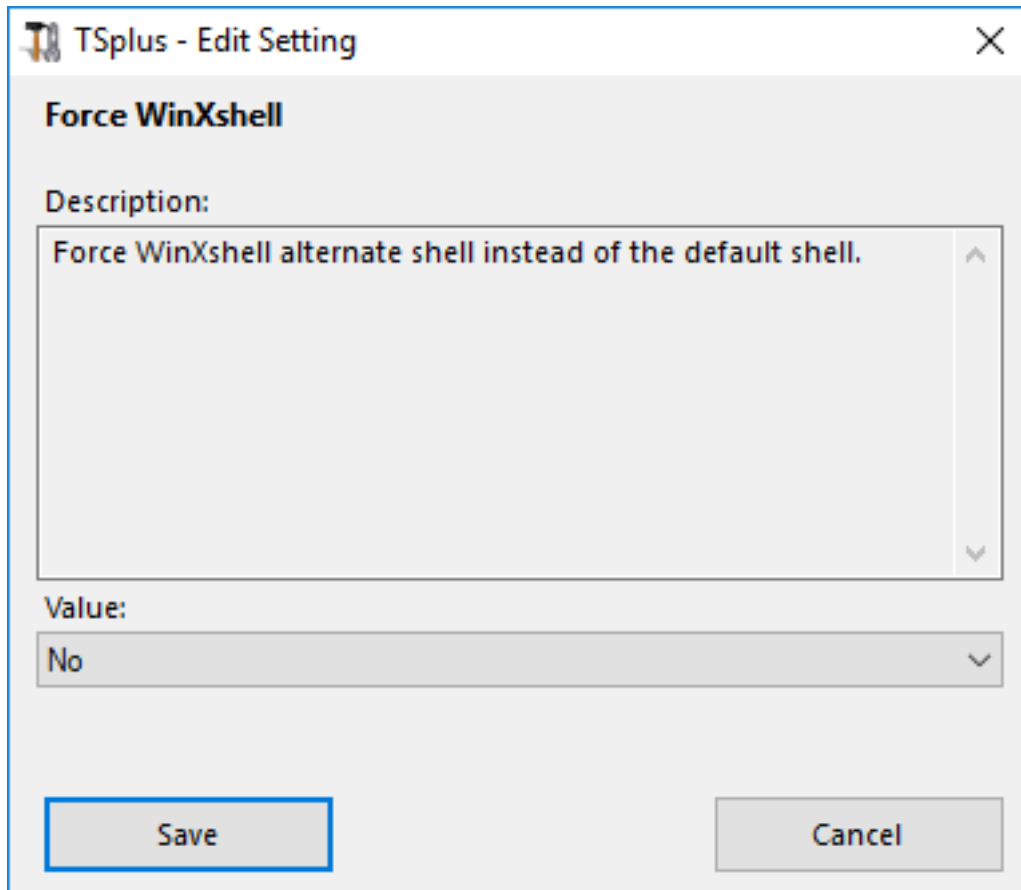 TSplus - Edit Setting
Force WinXshell
Description:
Force WinXshell alternate shell instead of the default shell.
Value:
No
Save
Cancel